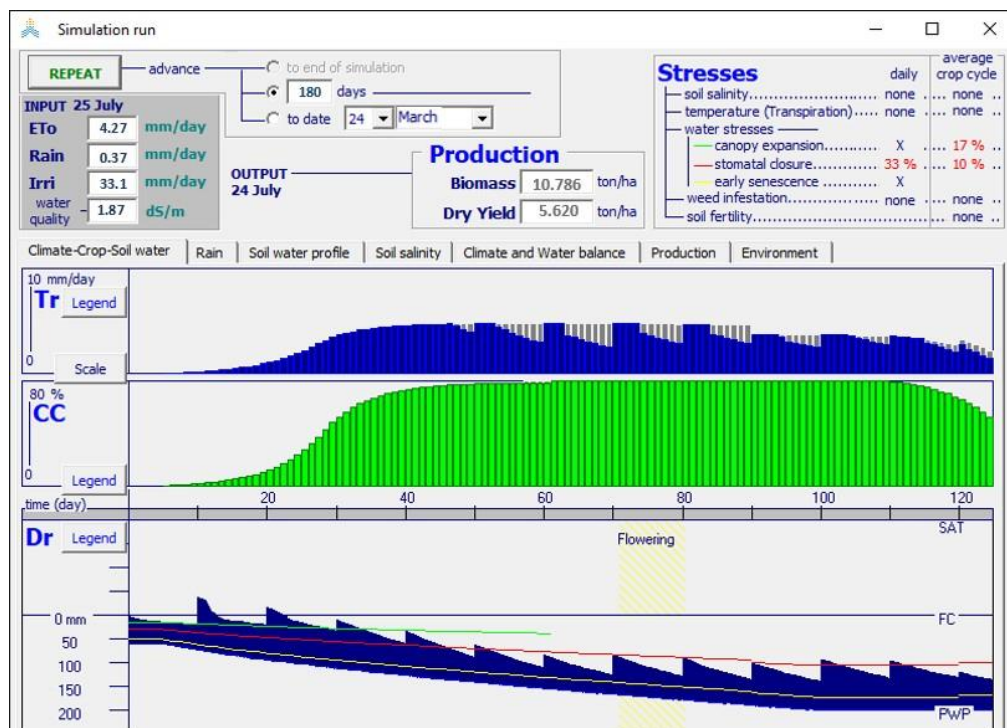 Simulation run
REPEAT
advance
to end of simulation
180 days
to date 24 March
INPUT 25 July
ETo 4.27 mm/day
Rain 0.37 mm/day
Irri 33.1 mm/day
water quality 1.87 dS/m
OUTPUT
24 July
Production
Biomass 10.786 ton/ha
Dry Yield 5.620 ton/ha
Stresses daily average crop cycle
soil salinity none none
temperature (Transpiration) none none
water stresses
canopy expansion X 17 %
stomatal closure 33 % 10 %
early senescence X
weed infestation none none
soil fertility none
Climate-Crop-Soil water Rain Soil water profile Soil salinity Climate and Water balance Production Environment
10 mm/day
Tr Legend
0
Scale
80 %
CC
0
Legend
time (day) 20 40 60 80 100 120
SAT
Dr Legend
Flowering
0 mm
FC
50
100
150
200
PWP